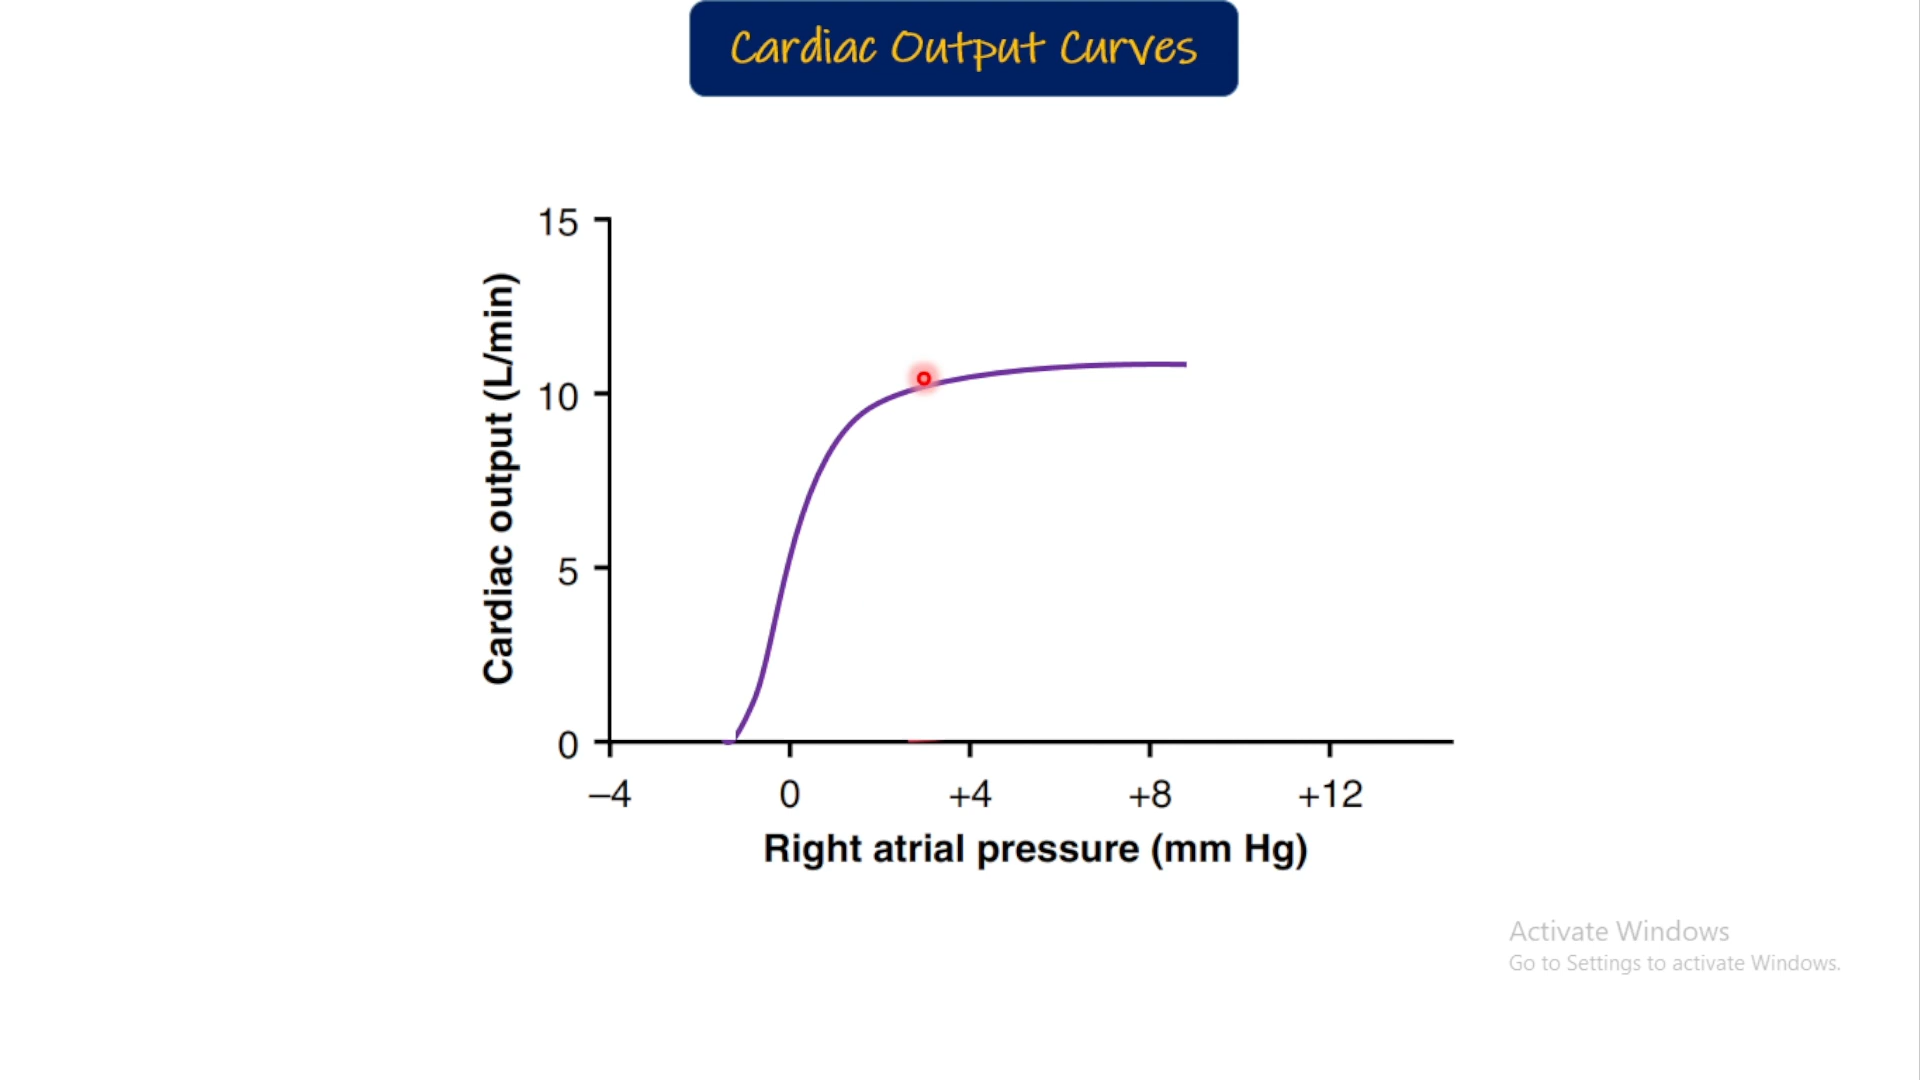 Cardiac Output Curves
Cardiac output (L/min)
15
10
5
0
–4 0 +4 +8 +12
Right atrial pressure (mm Hg)
Activate Windows
Go to Settings to activate Windows.